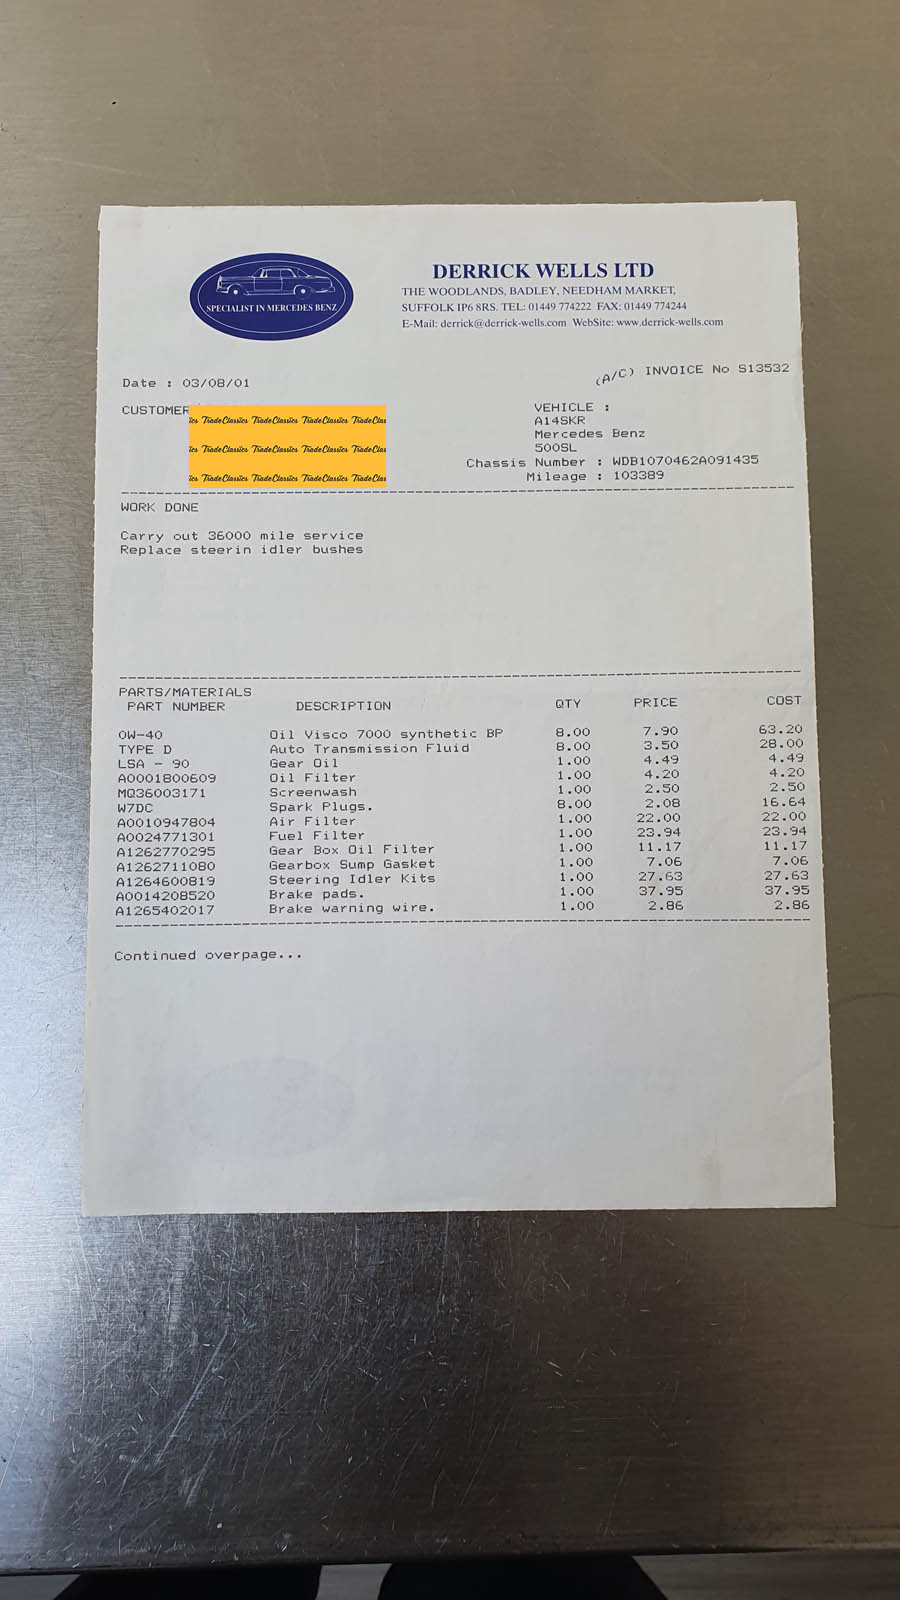 SPECIALIST IN MERCEDES BENZ
DERRICK WELLS LTD
THE WOODLANDS, BADLEY, NEEDHAM MARKET,
SUFFOLK IP6 8RS. TEL: 01449 774222 FAX: 01449 774244
E-Mail: derrick@derrick-wells.com WebSite: www.derrick-wells.com
Date : 03/08/01
(A/C) INVOICE No S13532
CUSTOMER
TradeClassics TradeClassics TradeClassics
TradeClassics TradeClassics TradeClassics
TradeClassics TradeClassics TradeClassics
VEHICLE :
A14SKR
Mercedes Benz
500SL
Chassis Number : WDB1070462A091435
Mileage : 103389
WORK DONE
Carry out 36000 mile service
Replace steerin idler bushes
PARTS/MATERIALS
PART NUMBER DESCRIPTION QTY PRICE COST
0W-40 Oil Visco 7000 synthetic BP 8.00 7.90 63.20
TYPE D Auto Transmission Fluid 8.00 3.50 28.00
LSA - 90 Gear Oil 1.00 4.49 4.49
A0001800609 Oil Filter 1.00 4.20 4.20
MQ36003171 Screenwash 1.00 2.50 2.50
W7DC Spark Plugs. 8.00 2.08 16.64
A0010947804 Air Filter 1.00 22.00 22.00
A0024771301 Fuel Filter 1.00 23.94 23.94
A1262770295 Gear Box Oil Filter 1.00 11.17 11.17
A1262711080 Gearbox Sump Gasket 1.00 7.06 7.06
A1264600819 Steering Idler Kits 1.00 27.63 27.63
A0014208520 Brake pads. 1.00 37.95 37.95
A1265402017 Brake warning wire. 1.00 2.86 2.86
Continued overpage...